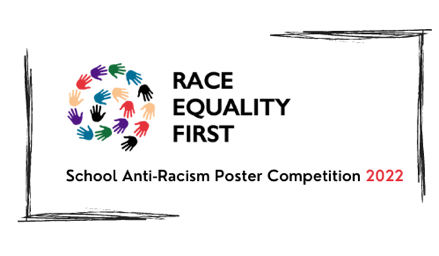 RACE
EQUALITY
FIRST
School Anti-Racism Poster Competition 2022